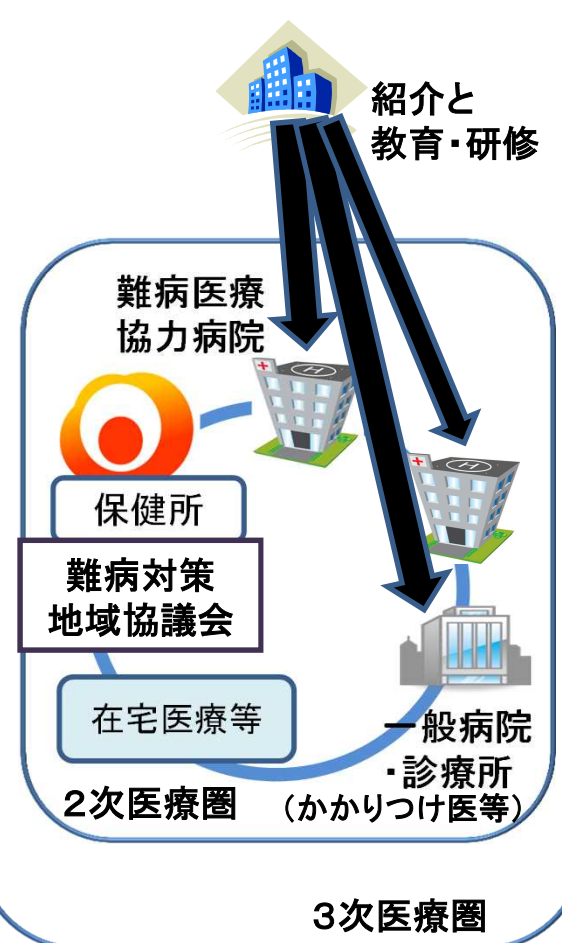 紹介と
教育・研修
難病医療
協力病院
H
H
保健所
難病対策
地域協議会
在宅医療等
一般病院
・診療所
(かかりつけ医等)
２次医療圏
３次医療圏